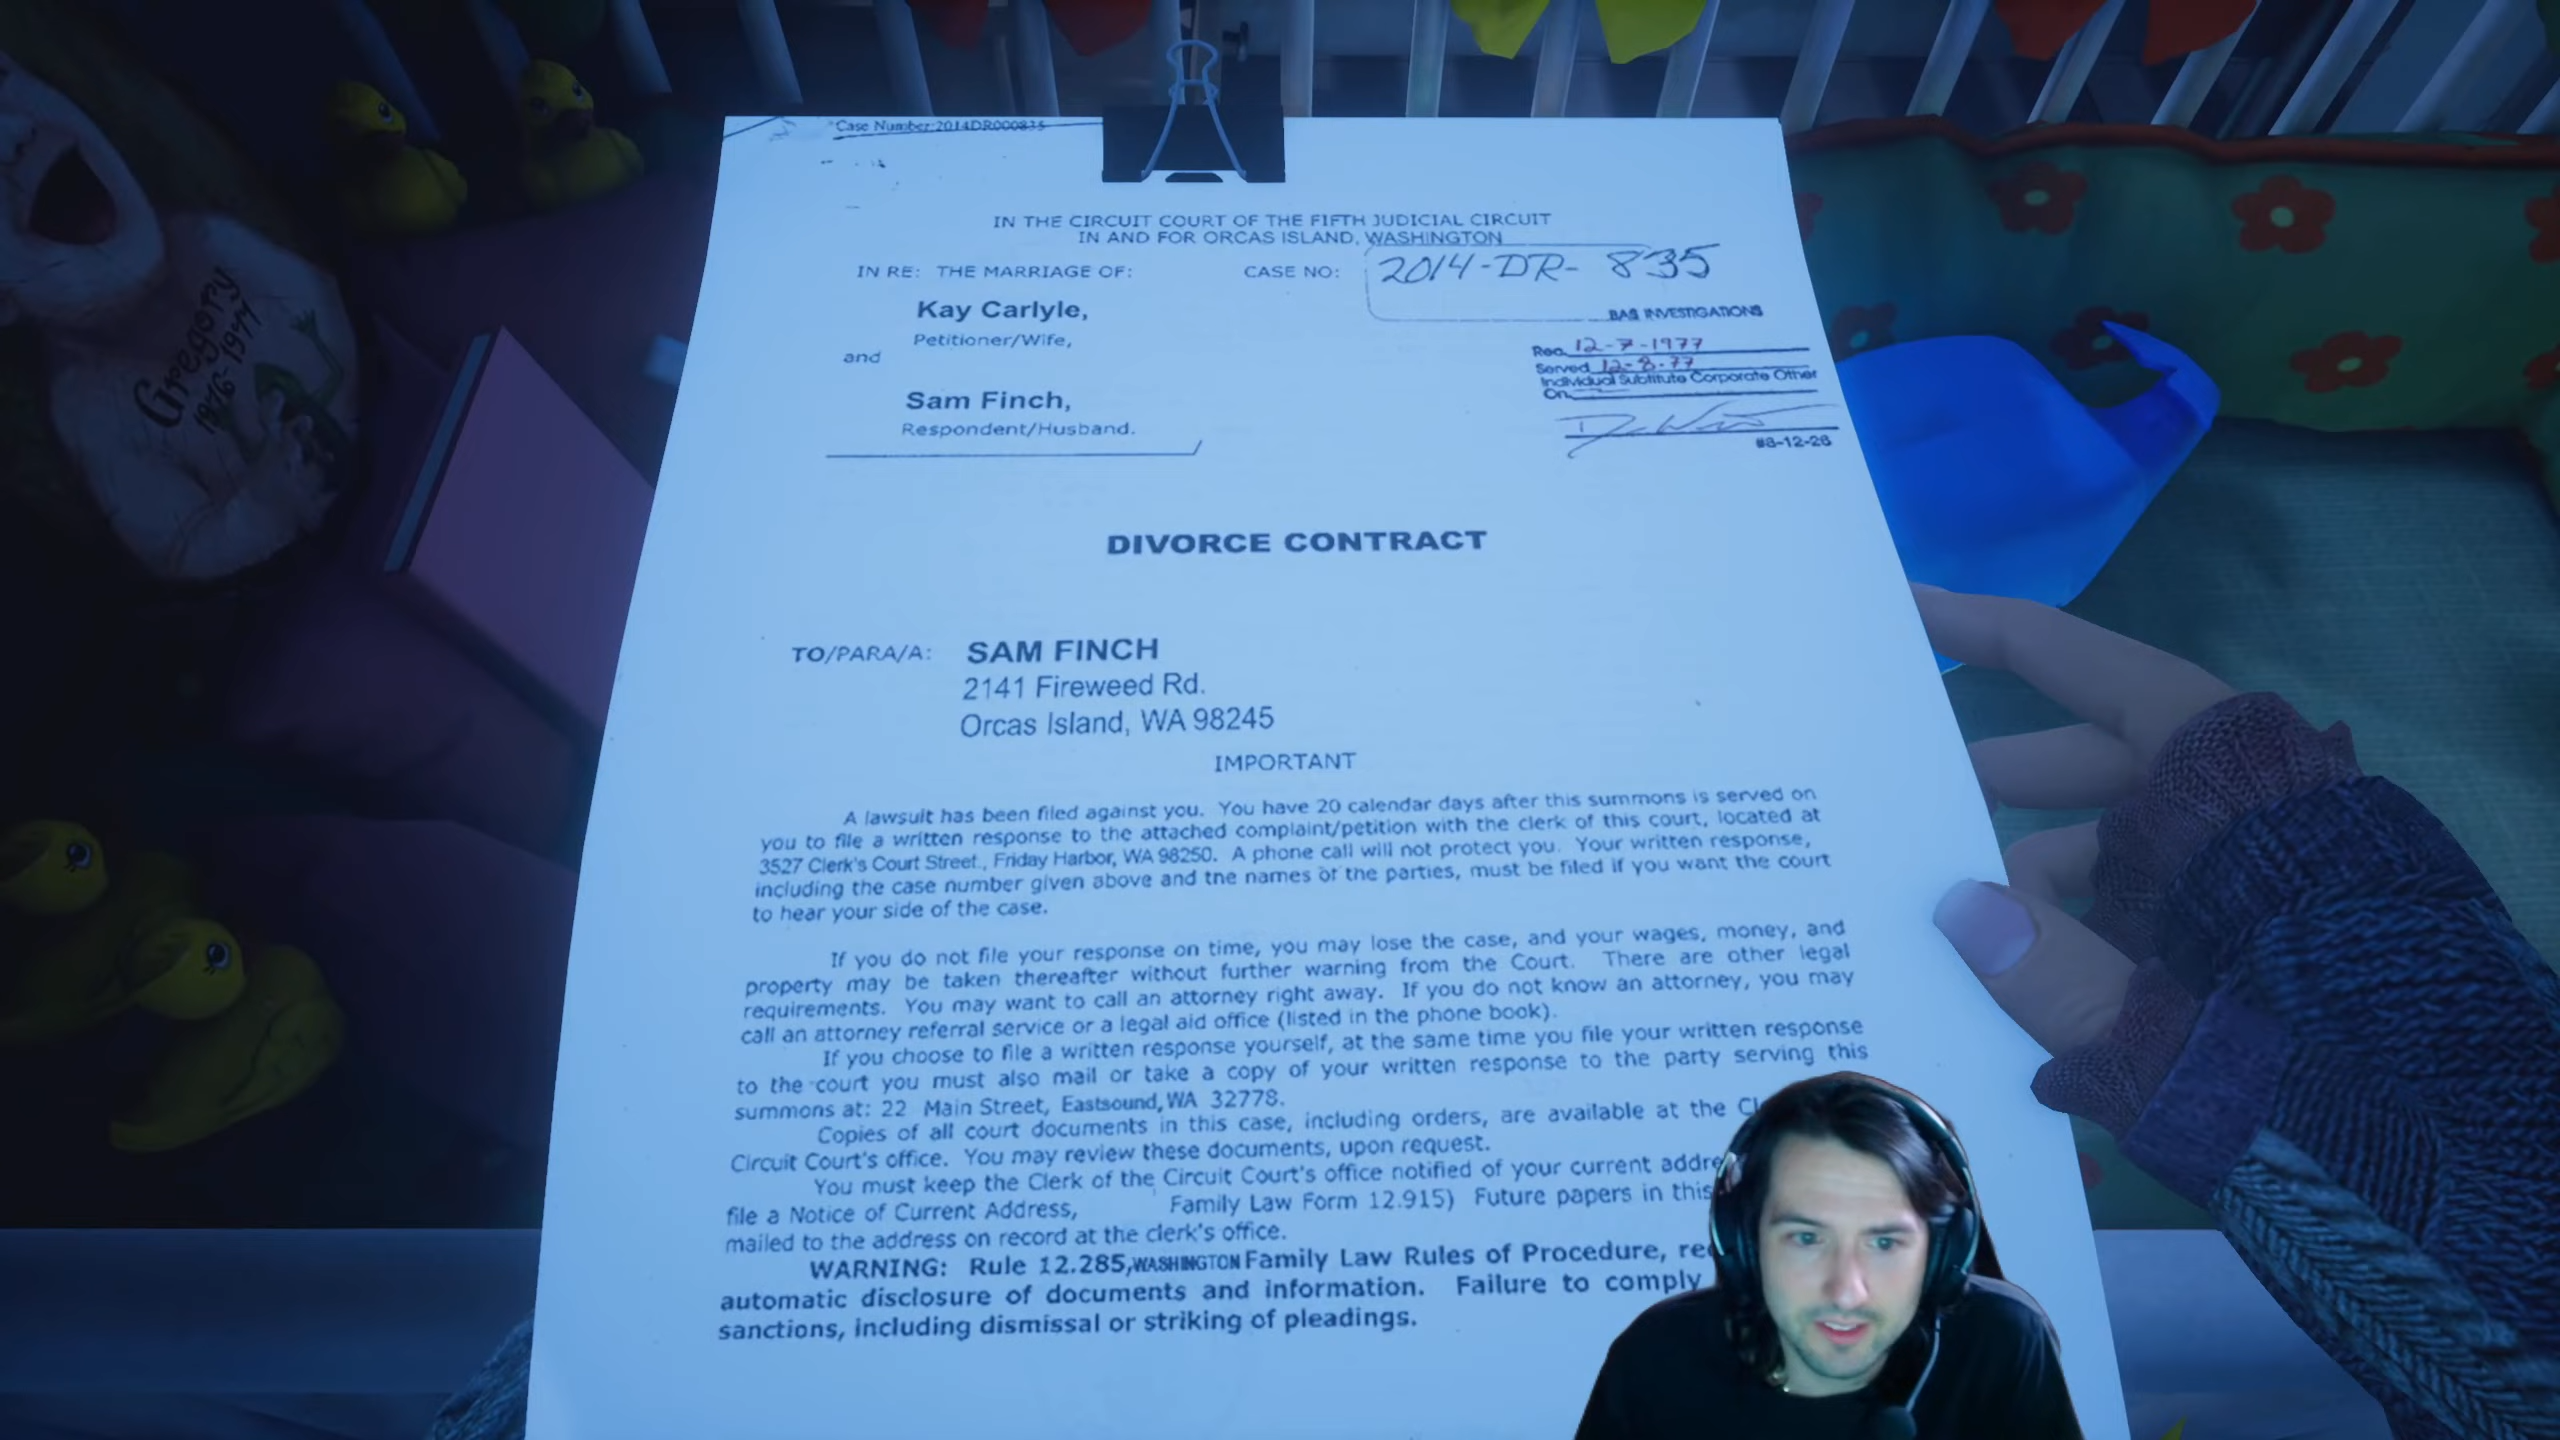 Case Number:2014DR000835
IN THE CIRCUIT COURT OF THE FIFTH JUDICIAL CIRCUIT
IN AND FOR ORCAS ISLAND, WASHINGTON
IN RE: THE MARRIAGE OF:
CASE NO: 2014-DR- 835
Kay Carlyle,
Petitioner/Wife,
and
Sam Finch,
Respondent/Husband.
BAS INVESTIGATIONS
Rec. 12-7-1977
Served 12-8-77
Individual Substitute Corporate Other
On
#8-12-26
DIVORCE CONTRACT
TO/PARA/A: SAM FINCH
2141 Fireweed Rd.
Orcas Island, WA 98245
IMPORTANT
A lawsuit has been filed against you. You have 20 calendar days after this summons is served on
you to file a written response to the attached complaint/petition with the clerk of this court, located at
3527 Clerk's Court Street., Friday Harbor, WA 98250. A phone call will not protect you. Your written response,
including the case number given above and the names of the parties, must be filed if you want the court
to hear your side of the case.
If you do not file your response on time, you may lose the case, and your wages, money, and
property may be taken thereafter without further warning from the Court. There are other legal
requirements. You may want to call an attorney right away. If you do not know an attorney, you may
call an attorney referral service or a legal aid office (listed in the phone book).
If you choose to file a written response yourself, at the same time you file your written response
to the court you must also mail or take a copy of your written response to the party serving this
summons at: 22 Main Street, Eastsound, WA 32778.
Copies of all court documents in this case, including orders, are available at the
Circuit Court's office. You may review these documents, upon request.
You must keep the Clerk of the Circuit Court's office notified of your current
file a Notice of Current Address, Family Law Form 12.915) Future papers in this
mailed to the address on record at the clerk's office.
WARNING: Rule 12.285, WASHINGTON Family Law Rules of Procedure,
automatic disclosure of documents and information. Failure to comply
sanctions, including dismissal or striking of pleadings.
Gregory
1976-1977